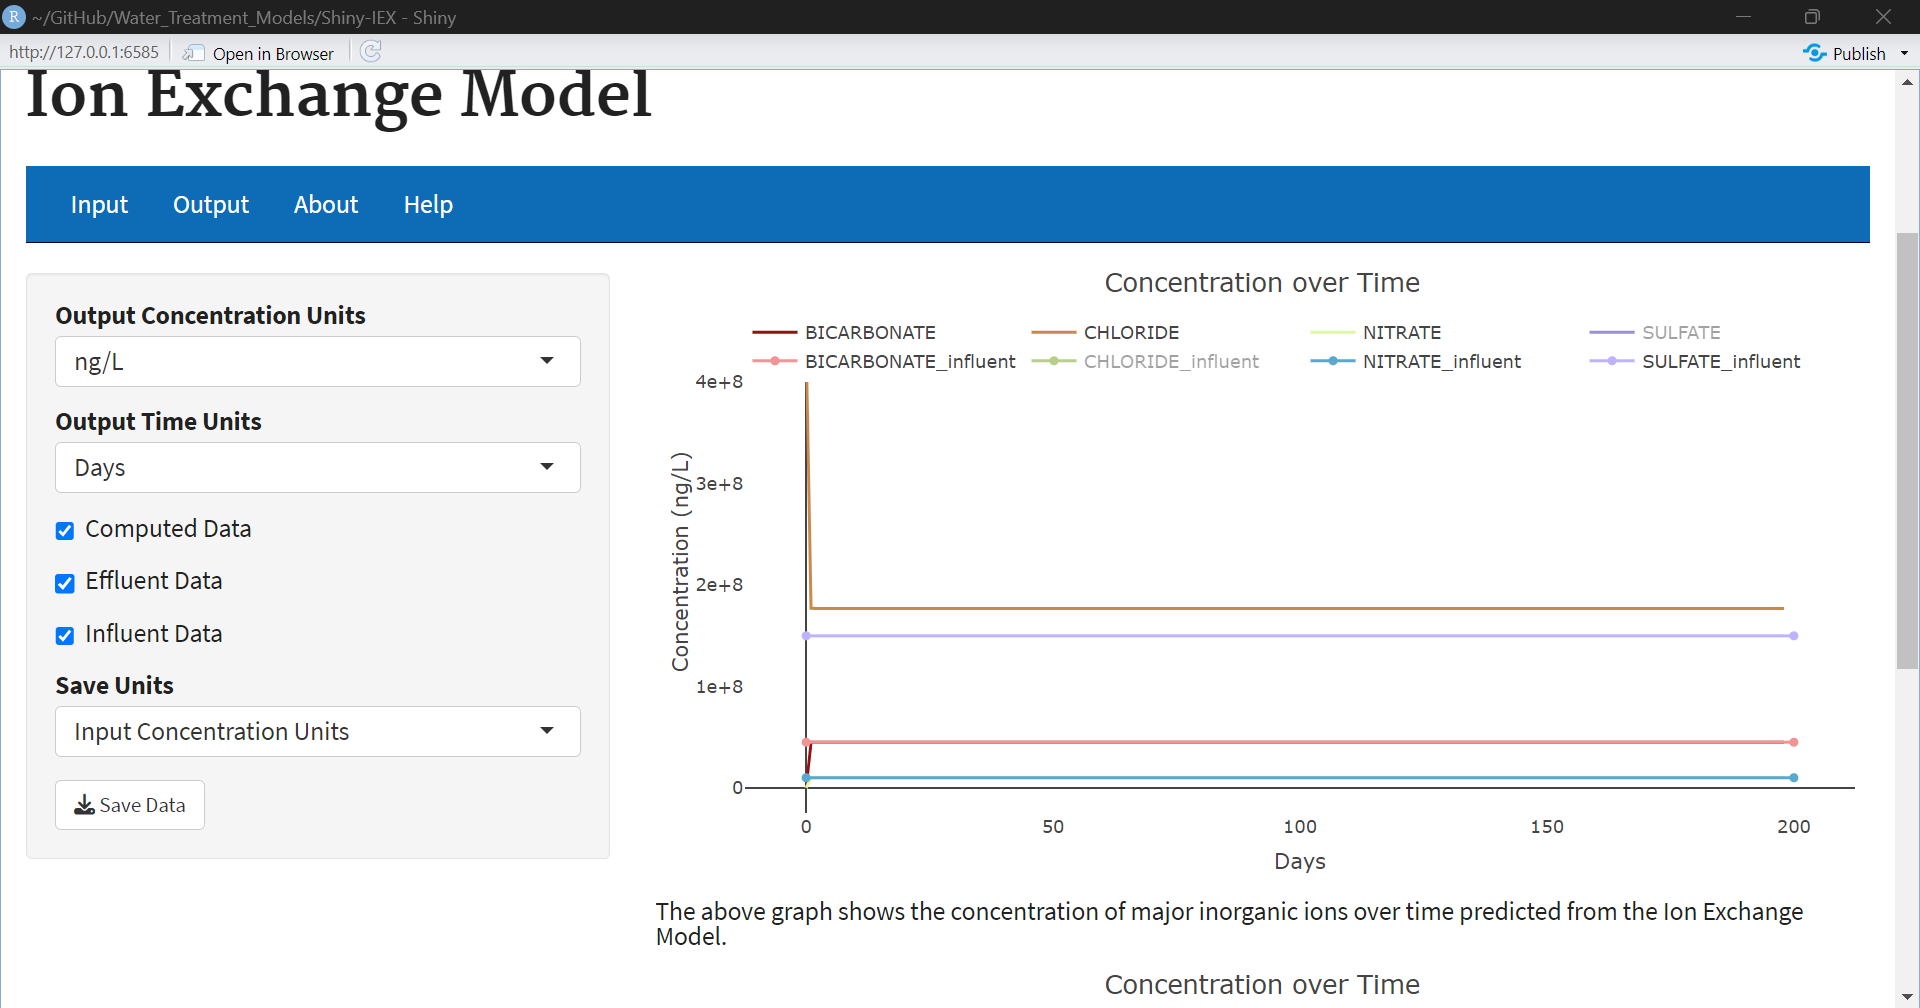 R ~/GitHub/Water_Treatment_Models/Shiny-IEX - Shiny
http://127.0.0.1:6585 Open in Browser Publish
Ion Exchange Model
Input Output About Help
Output Concentration Units
ng/L
Output Time Units
Days
Computed Data
Effluent Data
Influent Data
Save Units
Input Concentration Units
Save Data
Concentration over Time
BICARBONATE CHLORIDE NITRATE SULFATE
BICARBONATE_influent CHLORIDE_influent NITRATE_influent SULFATE_influent
Concentration (ng/L)
4e+8
3e+8
2e+8
1e+8
0
0 50 100 150 200
Days
The above graph shows the concentration of major inorganic ions over time predicted from the Ion Exchange
Model.
Concentration over Time